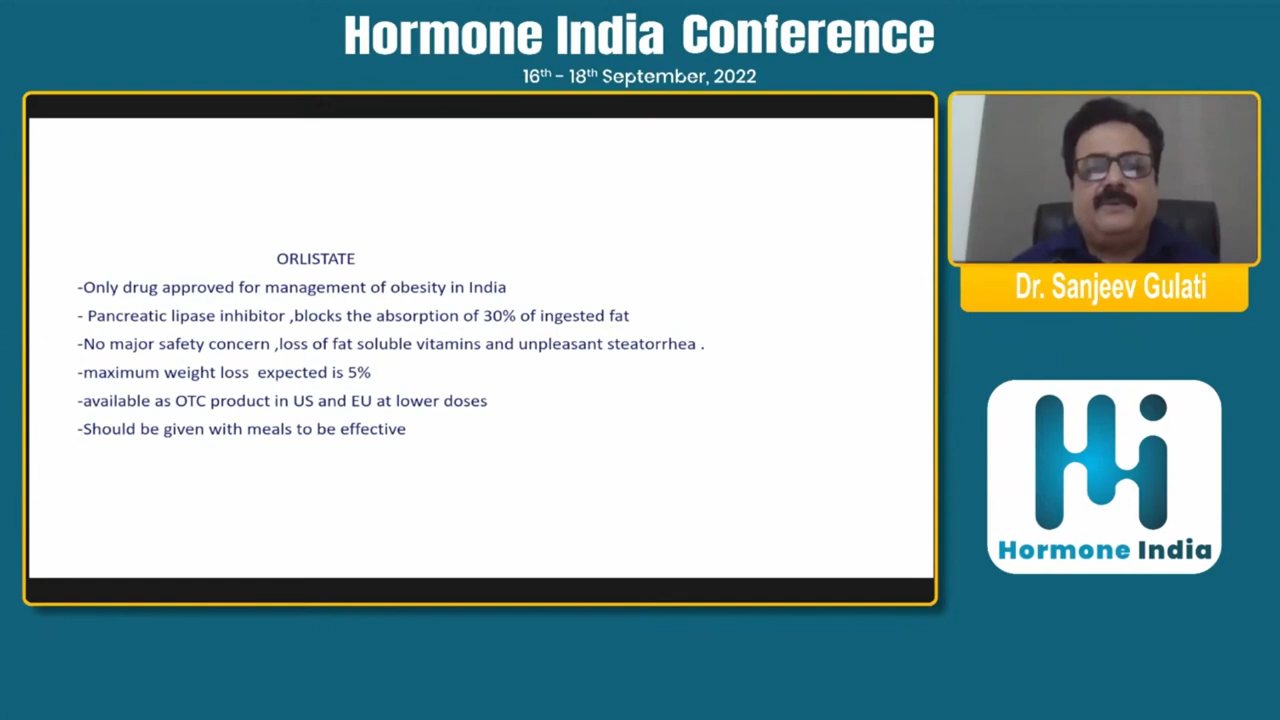 Hormone India Conference
16th - 18th September, 2022
ORLISTATE
-Only drug approved for management of obesity in India
- Pancreatic lipase inhibitor ,blocks the absorption of 30% of ingested fat
-No major safety concern ,loss of fat soluble vitamins and unpleasant steatorrhea .
-maximum weight loss  expected is 5%
-available as OTC product in US and EU at lower doses
-Should be given with meals to be effective
Dr. Sanjeev Gulati
Hormone India